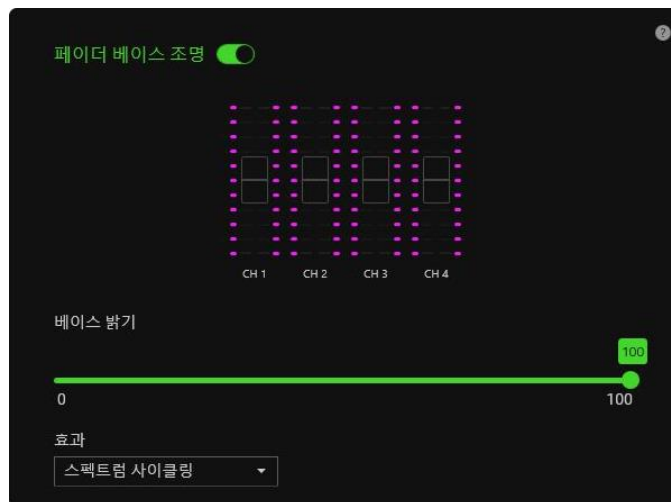 ?
페이더 베이스 조명
CH 1 CH 2 CH 3 CH 4
베이스 밝기
100
0 100
효과
스펙트럼 사이클링